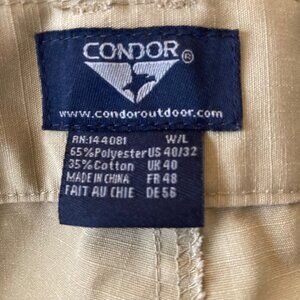 CONDOR®
www.condoroutdoor.com
RN:144081 W/L
65%Polyester US 40/32
35%Cotton UK 40
MADE IN CHINA FR 48
FAIT AU CHIE DE 56